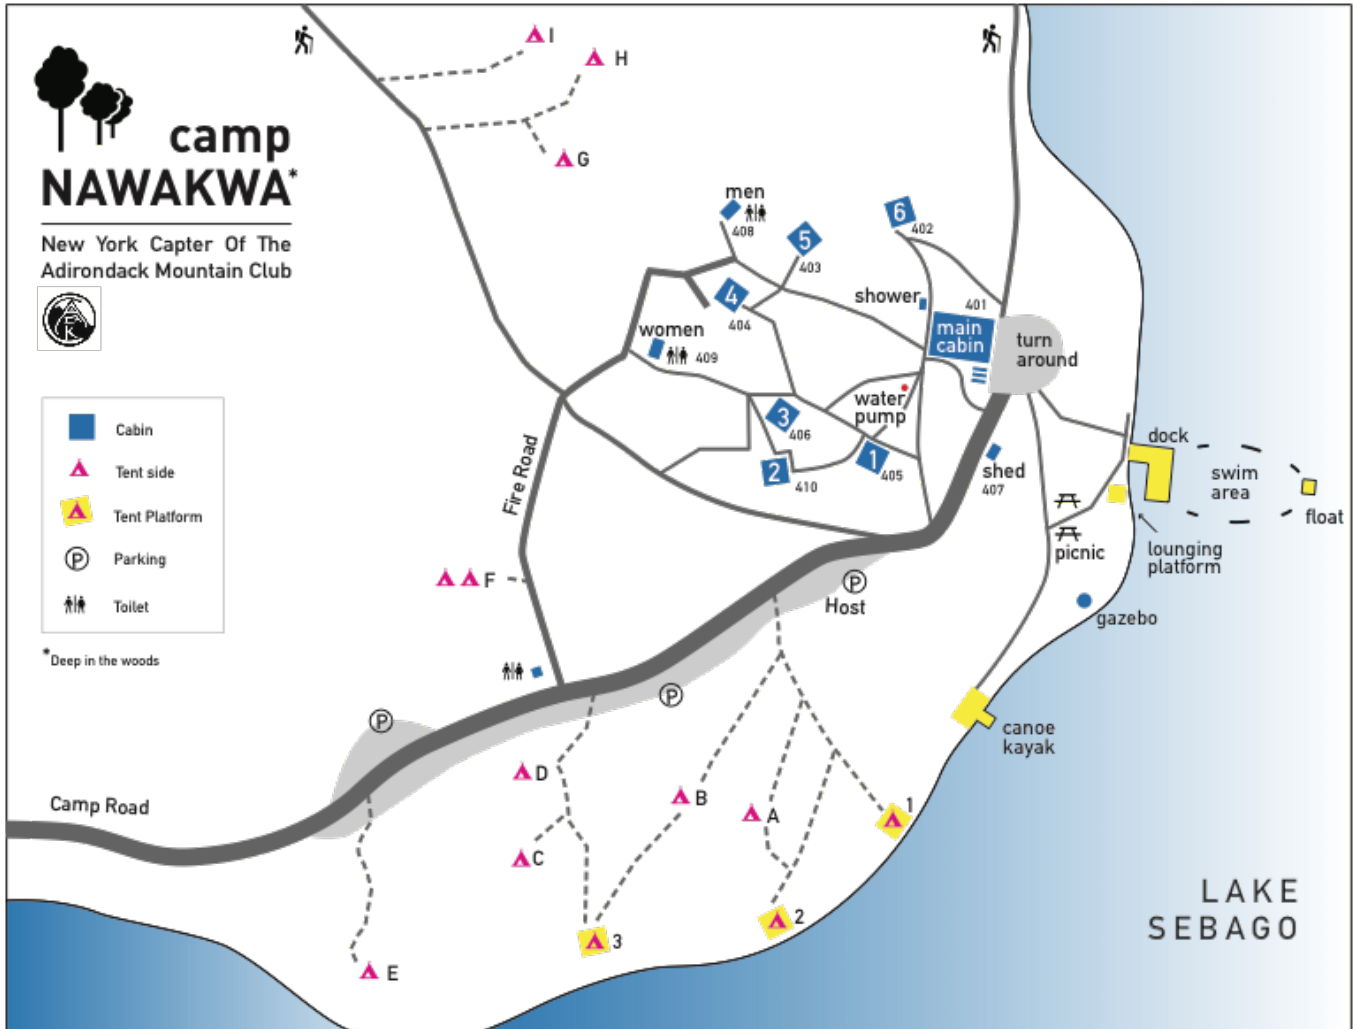 camp
NAWAKWA*
New York Capter Of The
Adirondack Mountain Club
ADK
Cabin
Tent side
Tent Platform
P Parking
Toilet
*Deep in the woods
I
H
G
men
408
5
403
6
402
4
404
shower
401
main
cabin
turn
around
women
409
water
pump
3
406
2
410
1
405
shed
407
dock
swim
area
float
lounging
platform
picnic
gazebo
Fire Road
F
P
Host
P
P
canoe
kayak
Camp Road
D
B
A
1
C
2
3
E
LAKE
SEBAGO